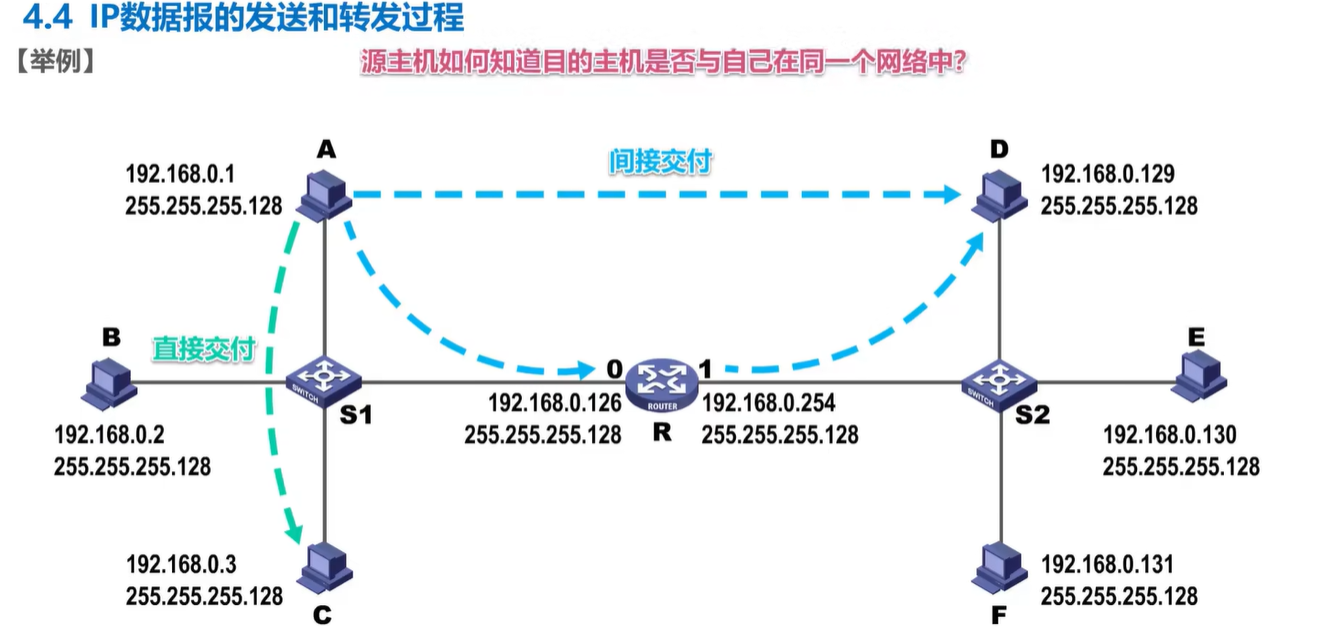 4.4 IP数据报的发送和转发过程
【举例】
源主机如何知道目的主机是否与自己在同一个网络中？
A
192.168.0.1
255.255.255.128
间接交付
D
192.168.0.129
255.255.255.128
B
直接交付
192.168.0.2
255.255.255.128
SWITCH
S1
0
1
ROUTER
R
192.168.0.126
255.255.255.128
192.168.0.254
255.255.255.128
SWITCH
S2
E
192.168.0.130
255.255.255.128
192.168.0.3
255.255.255.128
C
192.168.0.131
255.255.255.128
F